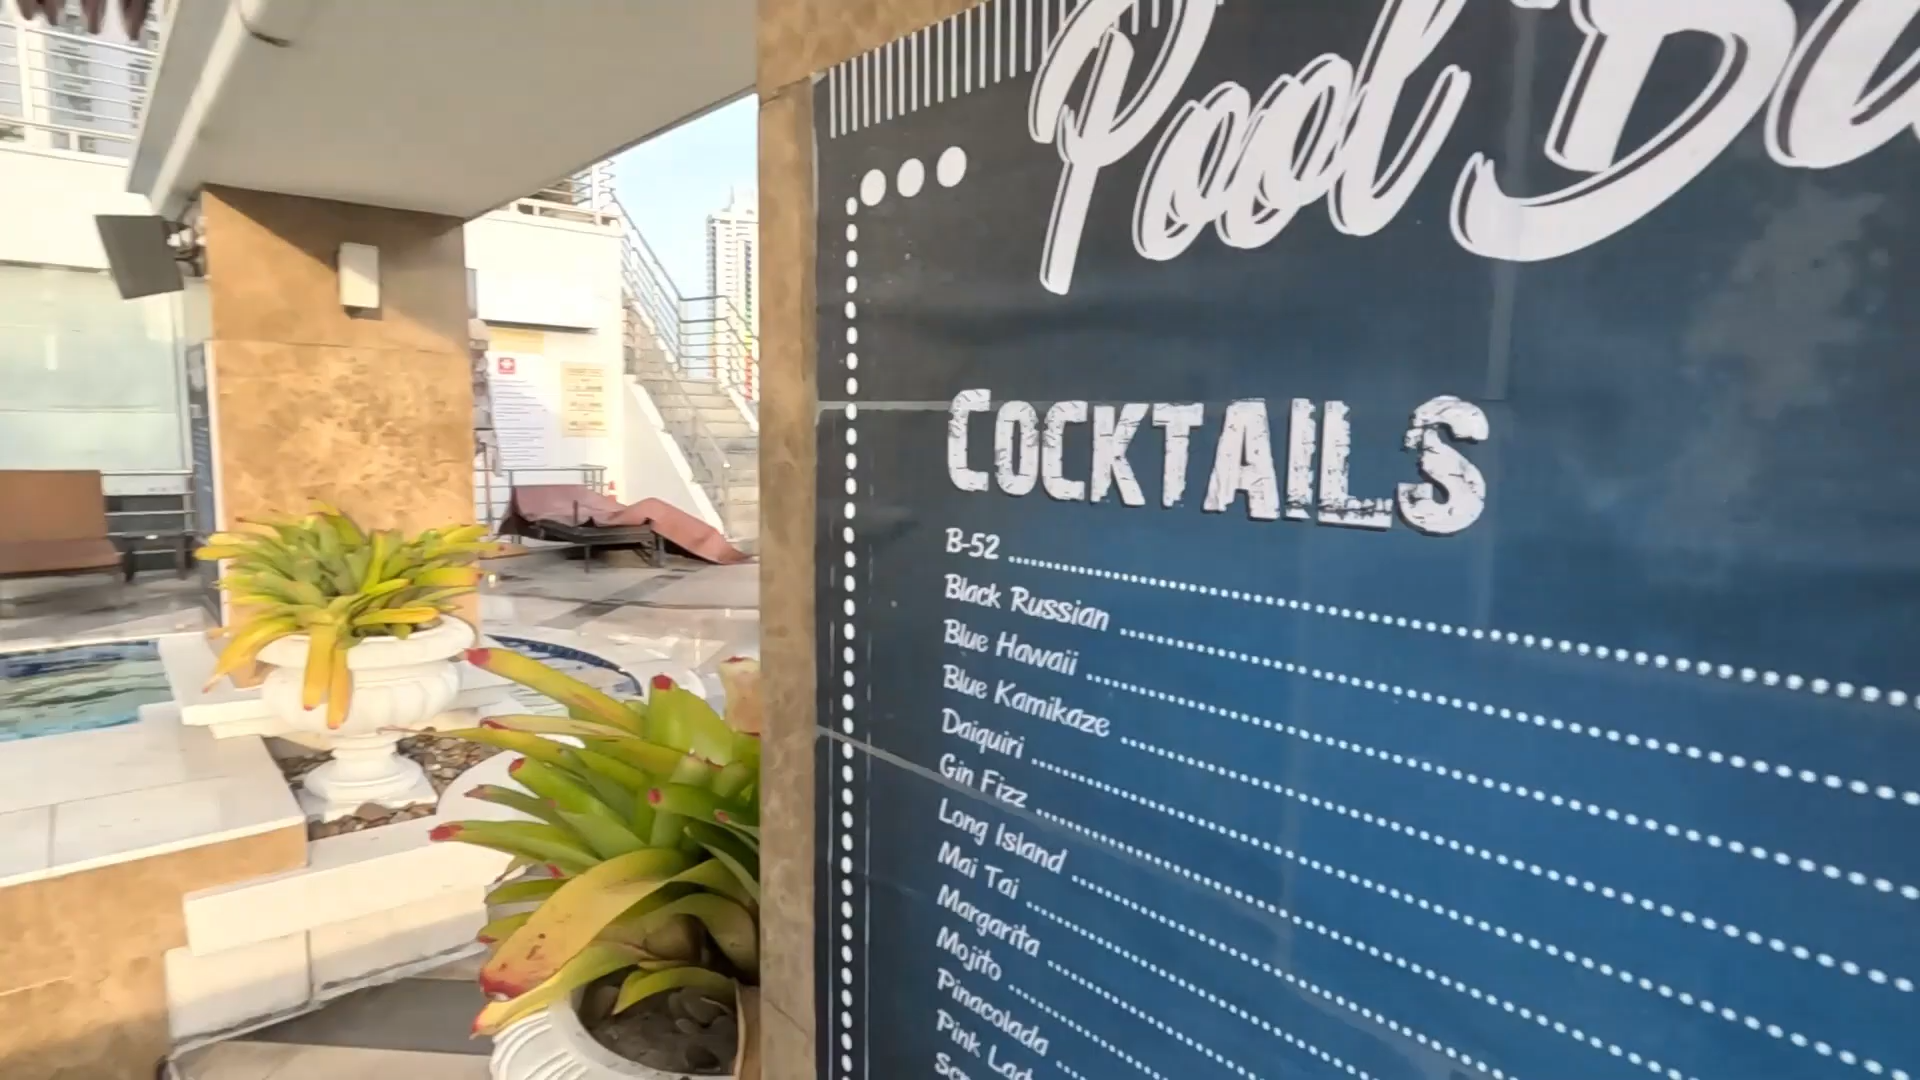 Pool
COCKTAILS
B-52
Black Russian
Blue Hawaii
Blue Kamikaze
Daiquiri
Gin Fizz
Long Island
Mai Tai
Margarita
Mojito
Pinacolada
Pink